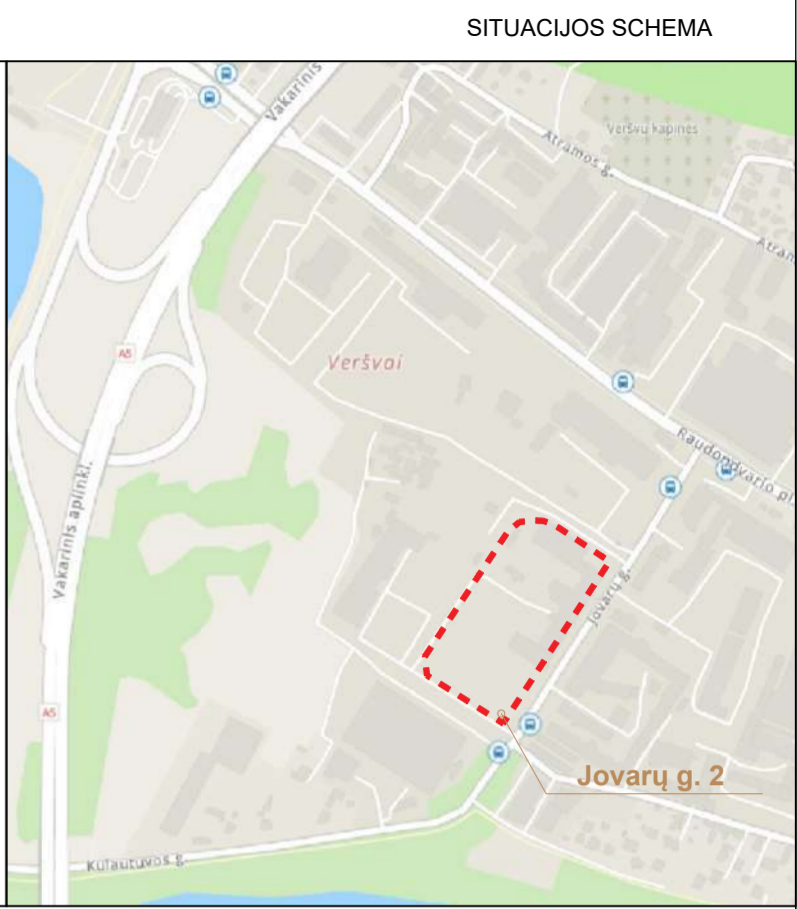 SITUACIJOS SCHEMA
Vakarinis
Atramos g.
Veršvų kapinės
Atram
A5
Veršvai
Raudondvario pl.
Vakarinis aplinkl.
Jovarų g.
A5
Jovarų g. 2
Kulautuvos g.